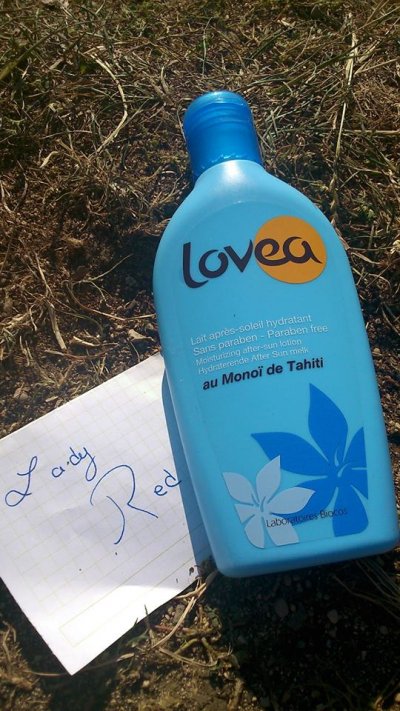 Lovea
Lait après-soleil hydratant
Sans paraben - Paraben free
Moisturizing after-sun lotion
Hydraterende After Sun melk
au Monoï de Tahiti
Laboratoires Biocos
Lady
Red